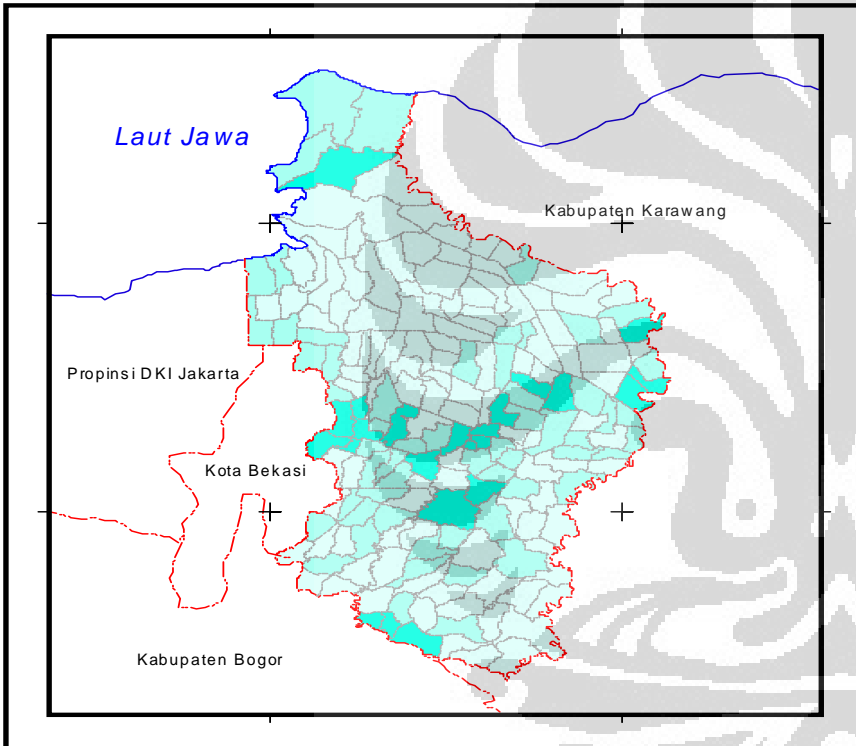 Laut Jawa
Kabupaten Karawang
Propinsi DKI Jakarta
Kota Bekasi
Kabupaten Bogor